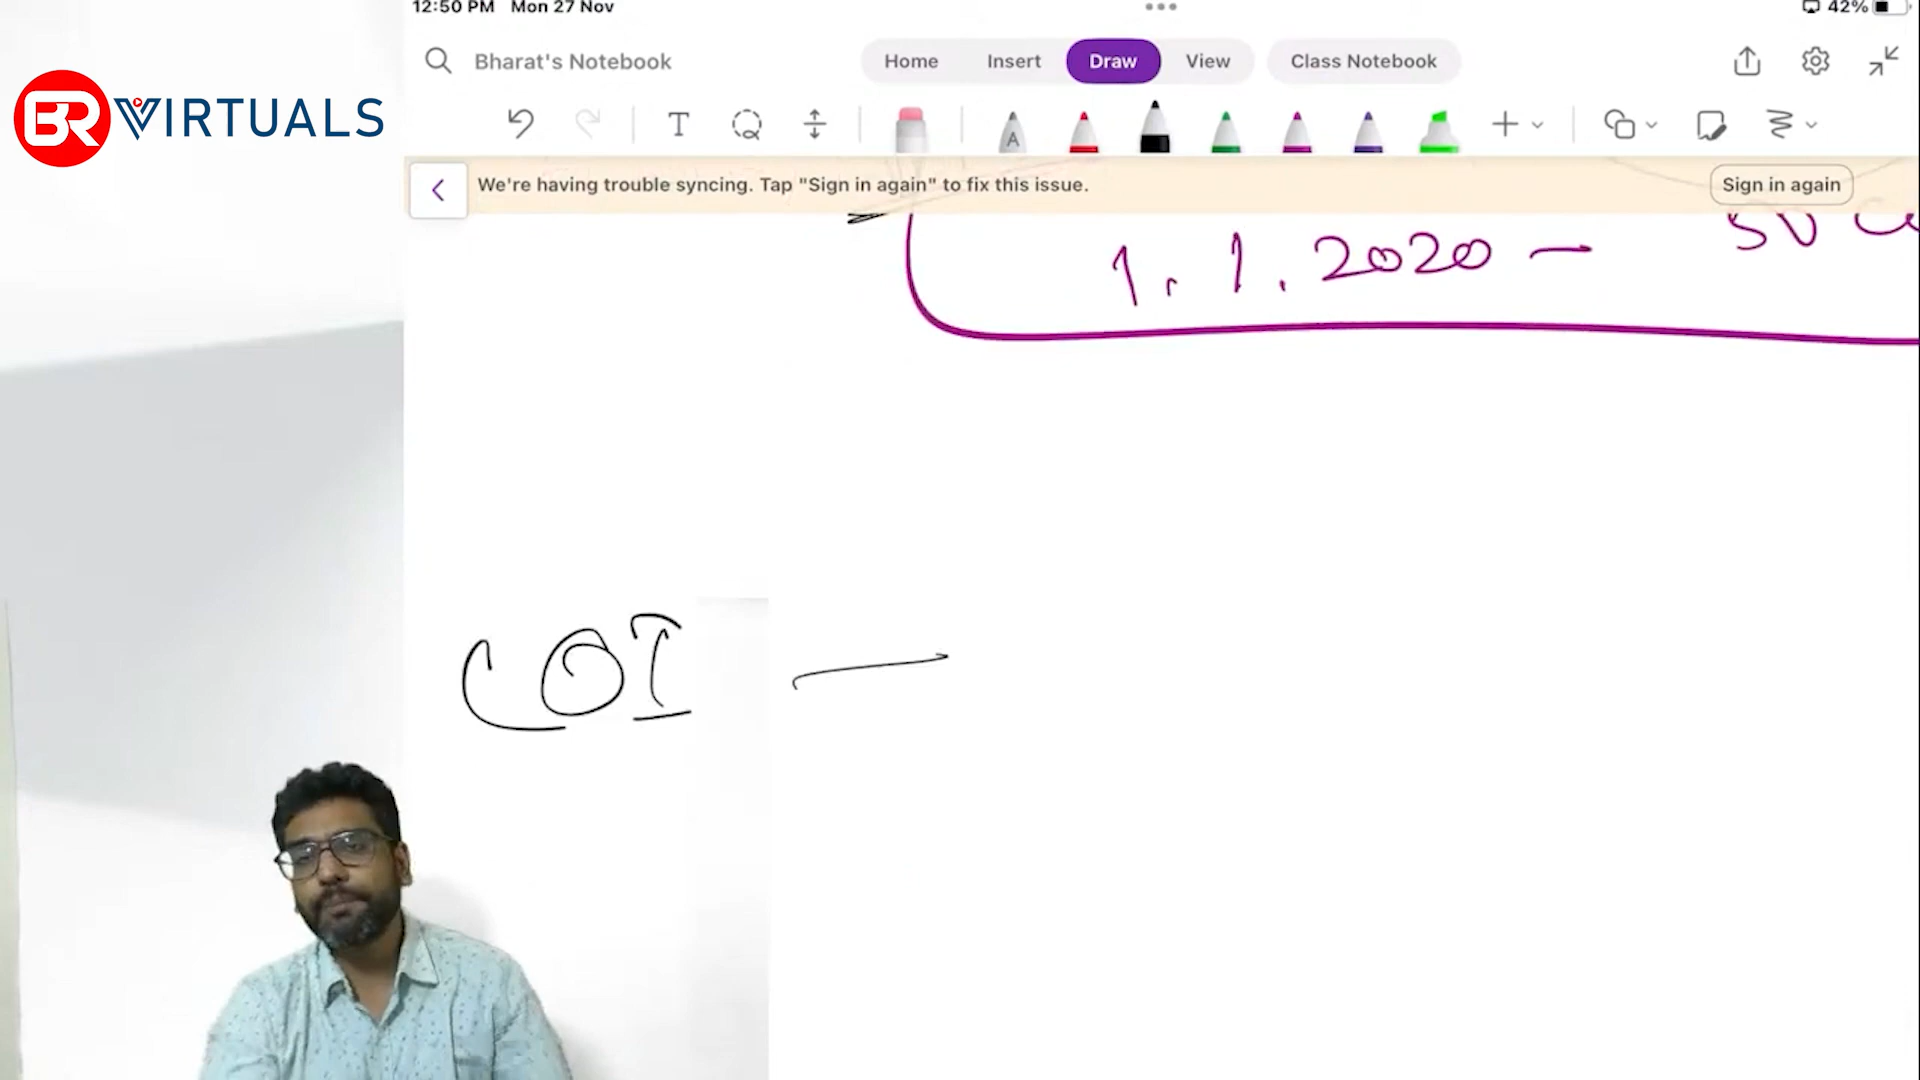 12:50 PM Mon 27 Nov
42%
BR VIRTUALS
Bharat's Notebook
Home Insert Draw View Class Notebook
T
A
We're having trouble syncing. Tap "Sign in again" to fix this issue.
Sign in again
1.1.2020 -
COI